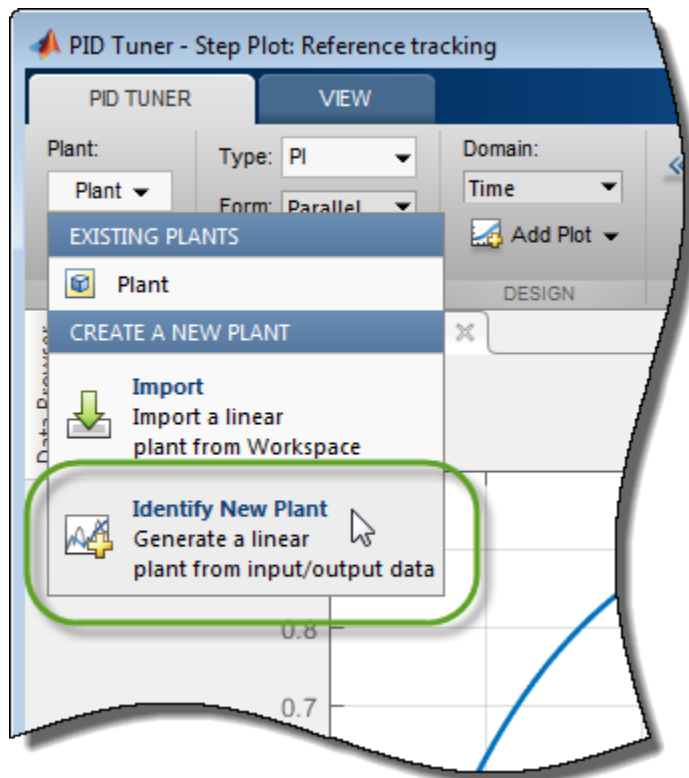 PID Tuner - Step Plot: Reference tracking
PID TUNER VIEW
Plant: Type: PI Domain:
Plant Form: Parallel Time
Add Plot
EXISTING PLANTS
Plant
DESIGN
CREATE A NEW PLANT
Data Browser
Import
Import a linear
plant from Workspace
Identify New Plant
Generate a linear
plant from input/output data
0.8
0.7